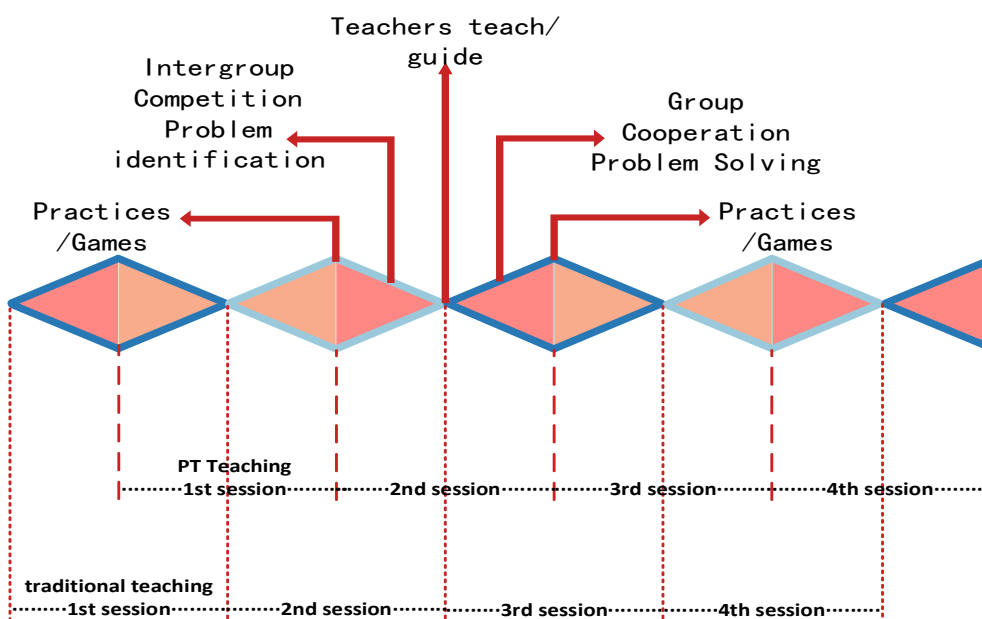 Teachers teach/
guide
Intergroup
Competition
Problem
identification
Group
Cooperation
Problem Solving
Practices
/Games
Practices
/Games
PT Teaching
1st session
2nd session
3rd session
4th session
traditional teaching
1st session
2nd session
3rd session
4th session